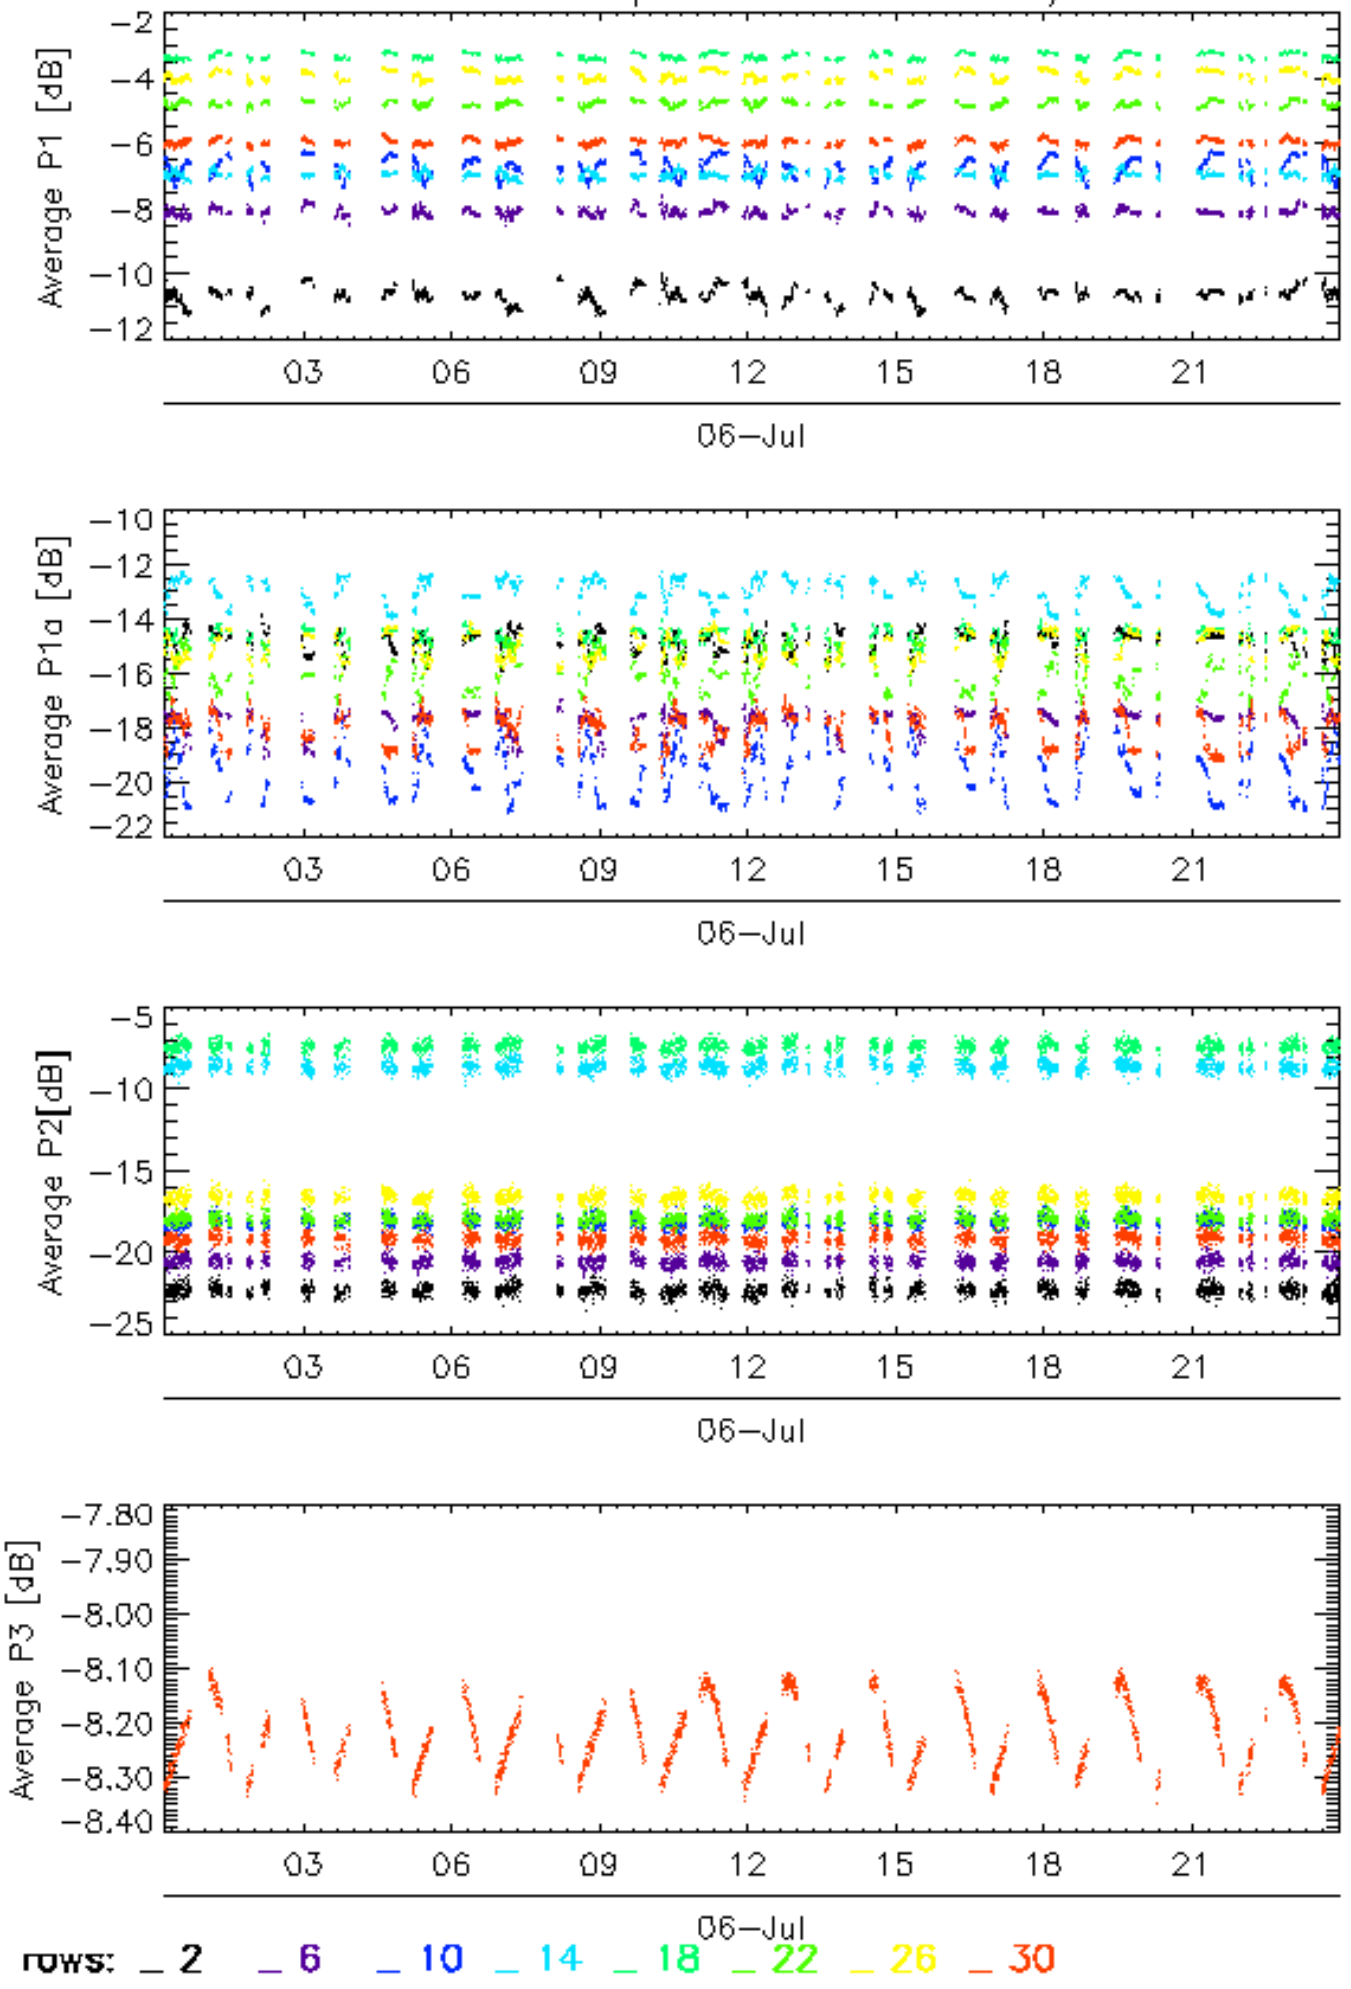 Average P1 [dB]
-2
-4
-6
-8
-10
-12
03 06 09 12 15 18 21
06-Jul
Average P1a [dB]
-10
-12
-14
-16
-18
-20
-22
03 06 09 12 15 18 21
06-Jul
Average P2[dB]
-5
-10
-15
-20
-25
03 06 09 12 15 18 21
06-Jul
Average P3 [dB]
-7.80
-7.90
-8.00
-8.10
-8.20
-8.30
-8.40
03 06 09 12 15 18 21
06-Jul
rows: _ 2 _ 6 _ 10 _ 14 _ 18 _ 22 _ 26 _ 30